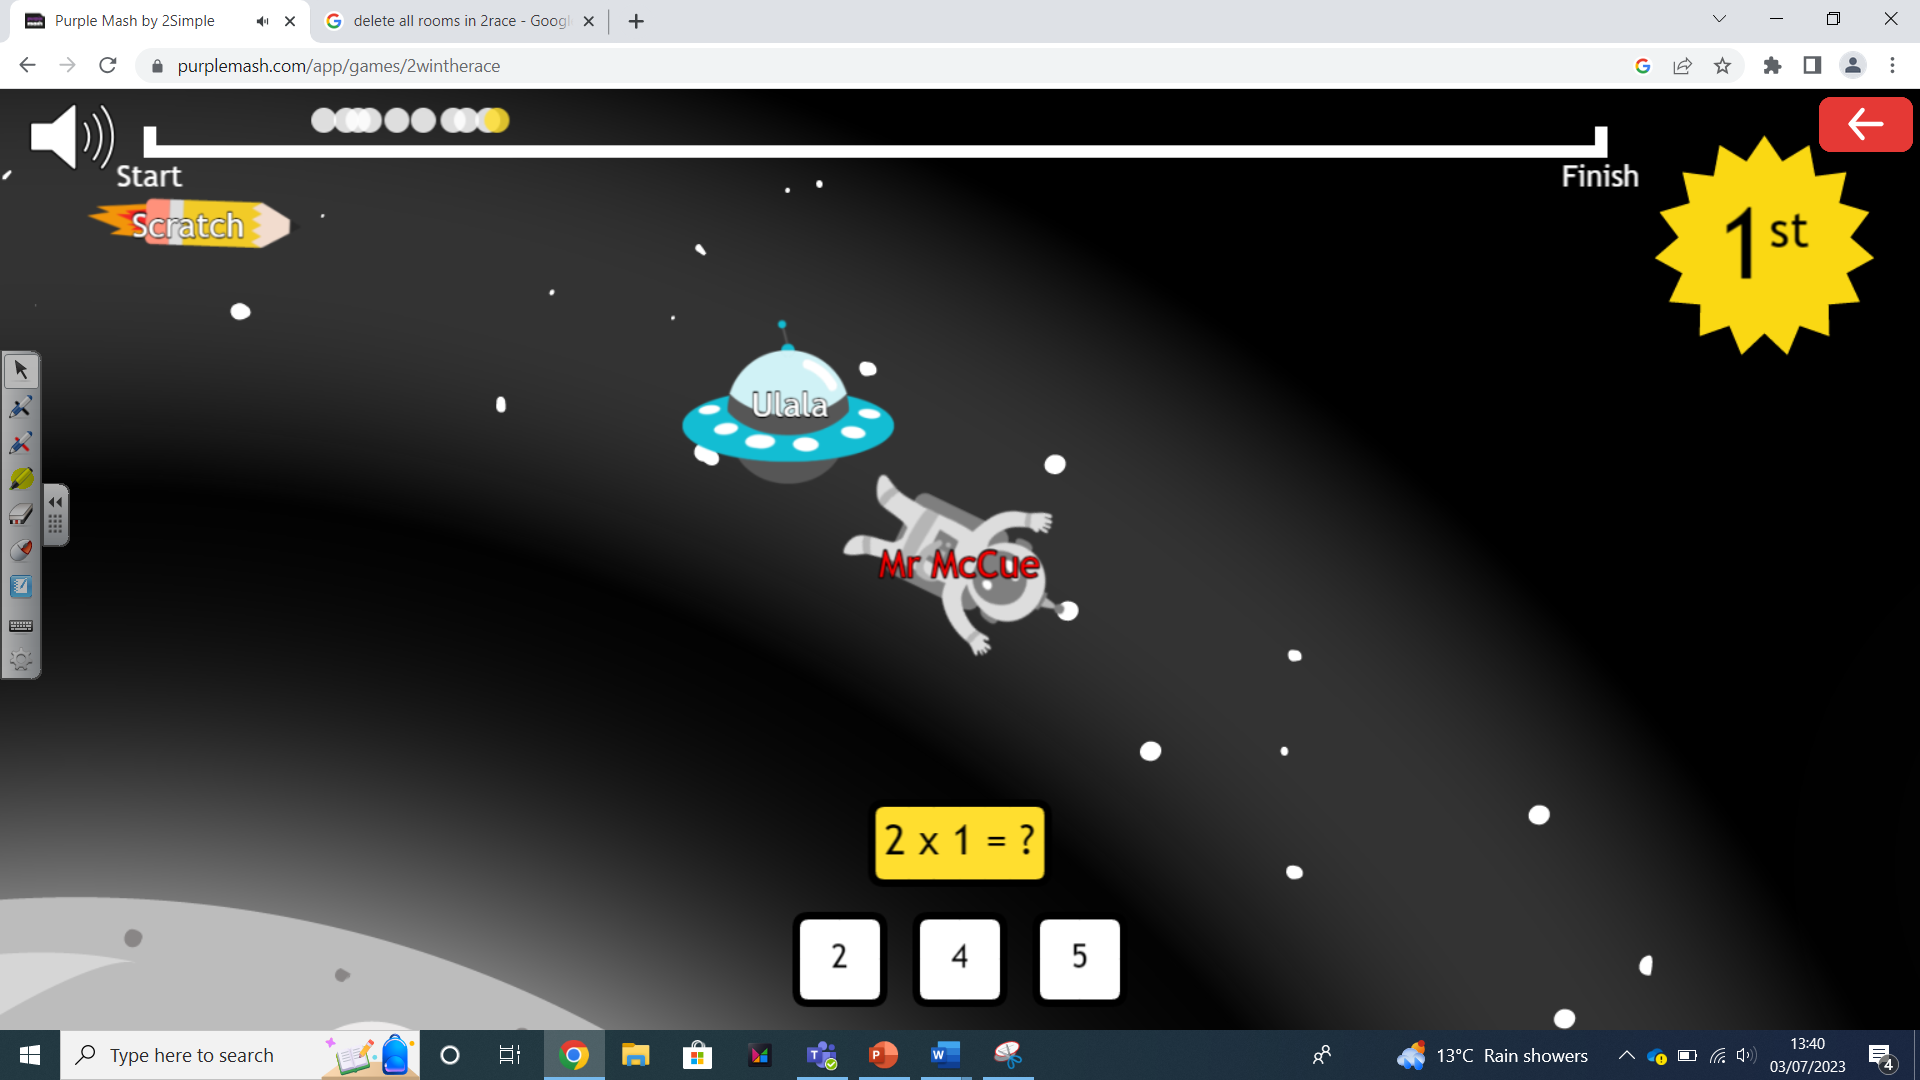 Purple Mash by 2Simple
delete all rooms in 2race - Googl
purplemash.com/app/games/2wintherace
Start
Finish
1st
Scratch
Ulala
Mr McCue
2 x 1 = ?
2
4
5
Type here to search
13°C Rain showers
13:40
03/07/2023
4